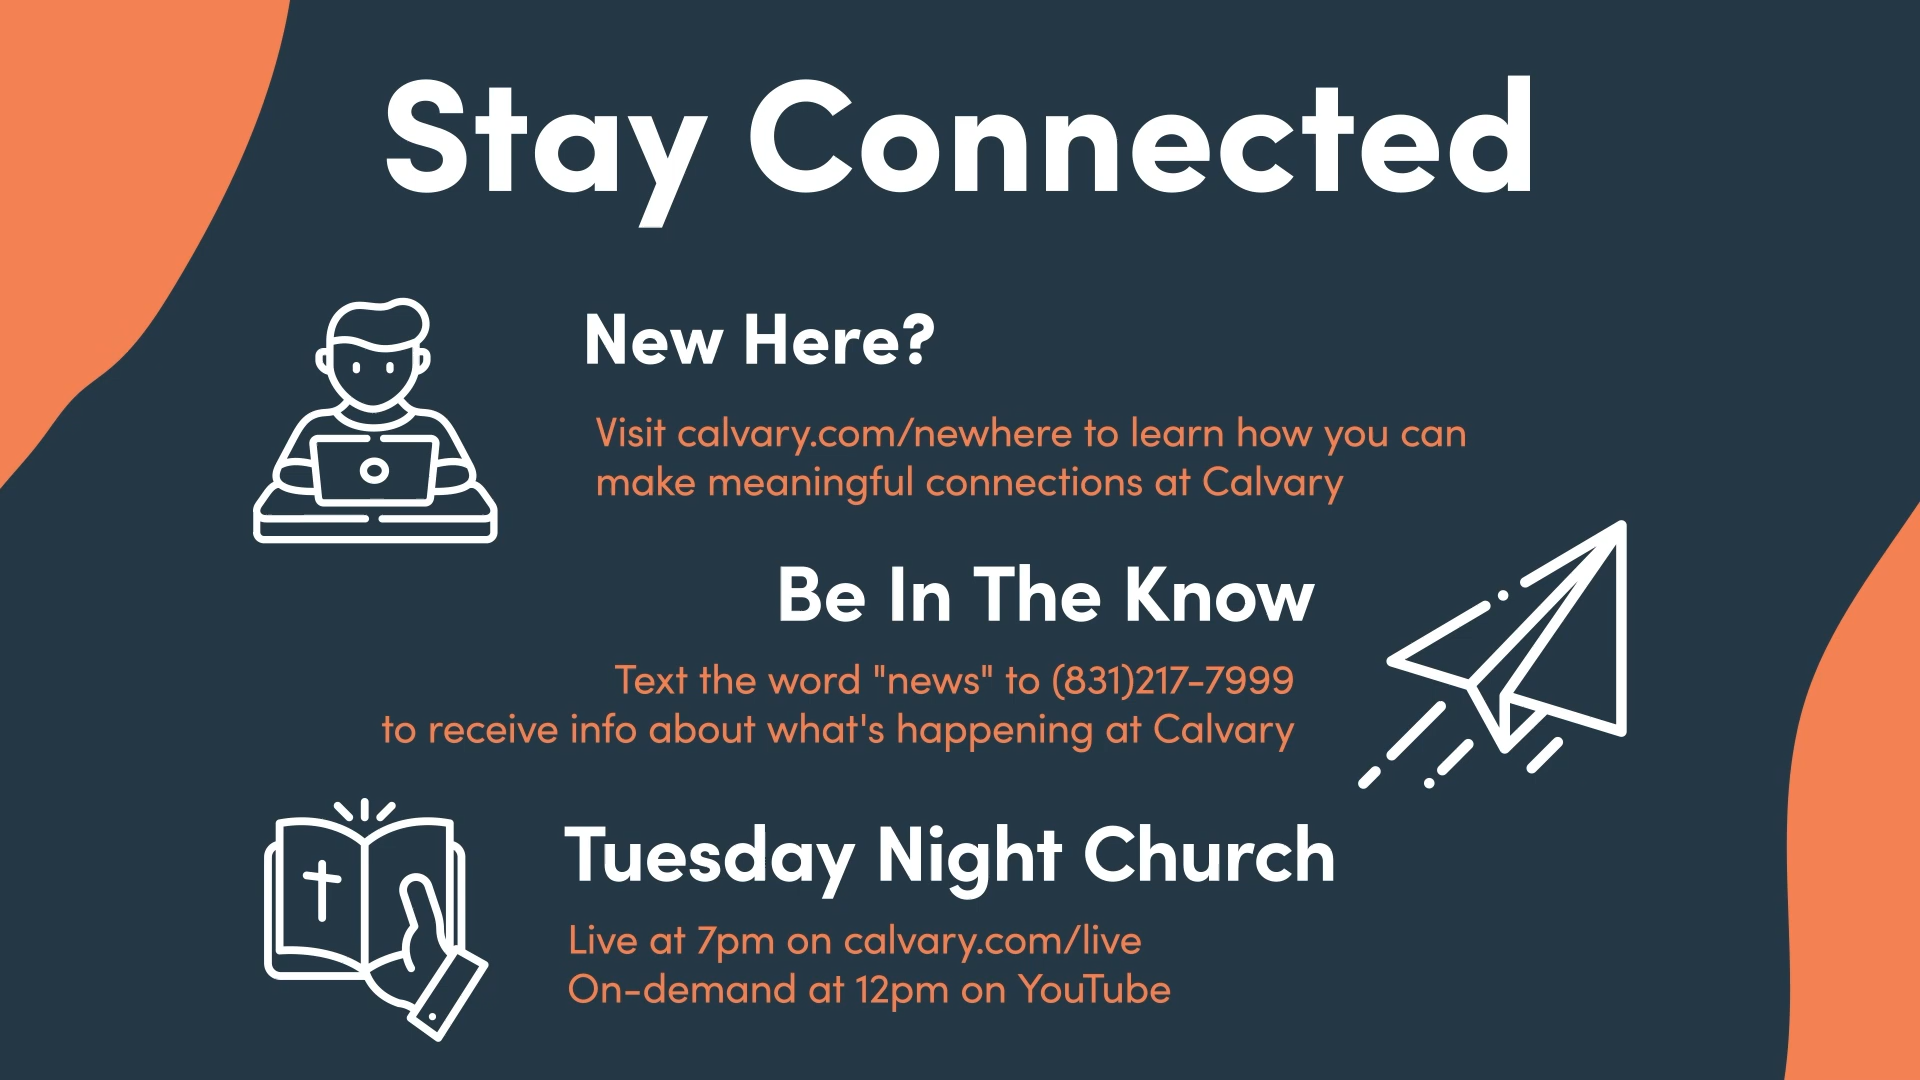 Stay Connected
New Here?
Visit calvary.com/newhere to learn how you can
make meaningful connections at Calvary
Be In The Know
Text the word "news" to (831)217-7999
to receive info about what's happening at Calvary
Tuesday Night Church
Live at 7pm on calvary.com/live
On-demand at 12pm on YouTube